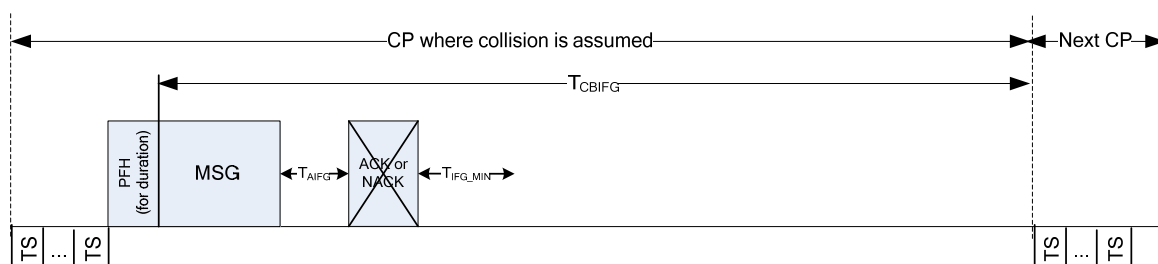 CP where collision is assumed
Next CP
TCBIFG
PFH
(for duration)
MSG
TAIFG
ACK or
NACK
TIFG_MIN
TS
...
TS
TS
...
TS